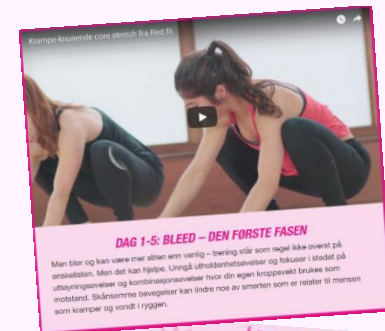 Krampe-knusende core stretch fra Red.fit
DAG 1-5: BLEED – DEN FØRSTE FASEN
Man blør og kan være mer sliten enn vanlig – trening står som regel ikke øverst på
ønskelisten. Men det kan hjelpe. Unngå utholdenhetsøvelser og fokuser i stedet på
uttøyningsøvelser og kombinasjonsøvelser hvor din egen kroppsvekt brukes som
motstand. Skånsomme bevegelser kan lindre noe av smerten som er relater til mensen
som kramper og vondt i ryggen.